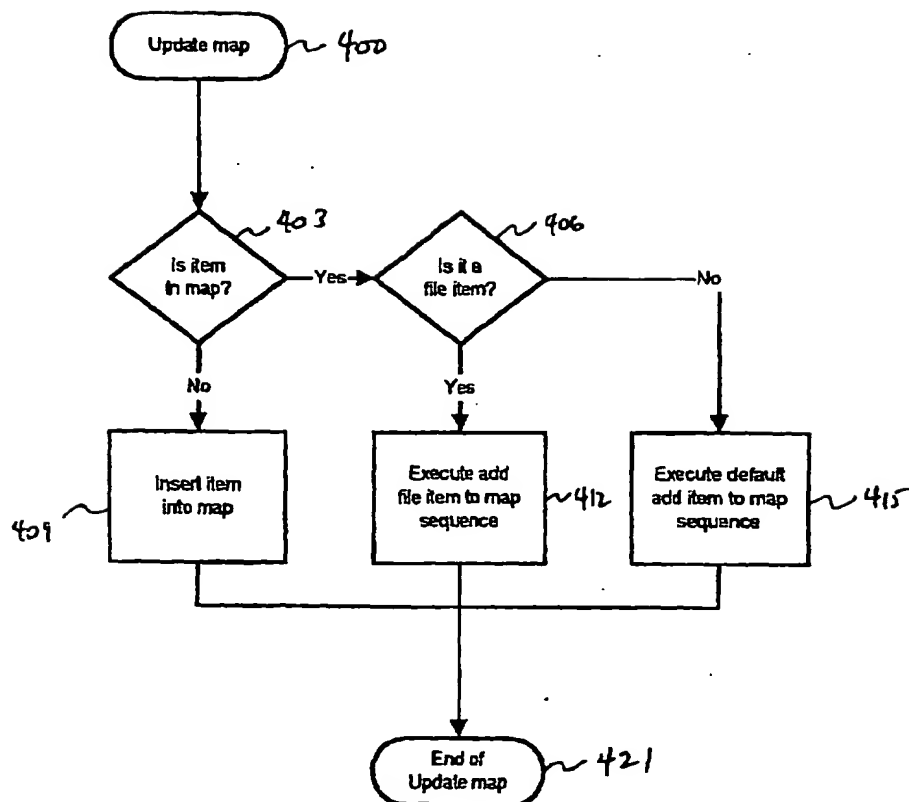 Update map
400
403
406
Is item
in map?
Yes
Is it a
file item?
No
No
Yes
Insert item
into map
409
Execute add
file item to map
sequence
412
Execute default
add item to map
sequence
415
End of
Update map
421